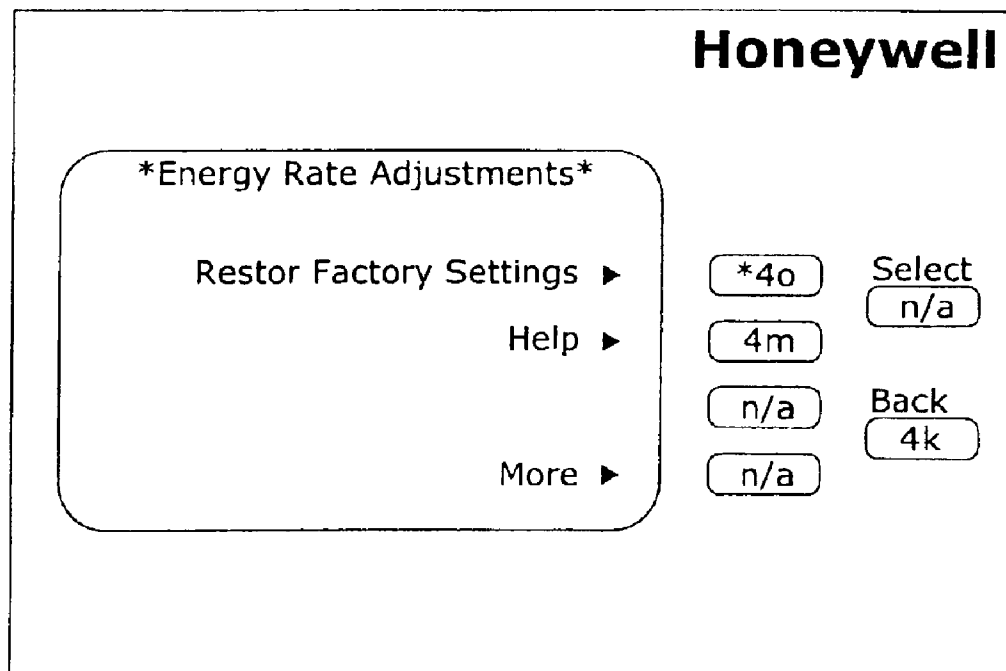 Honeywell
*Energy Rate Adjustments*
Restor Factory Settings ▶ *4o Select
n/a
Help ▶ 4m
n/a Back
4k
More ▶ n/a